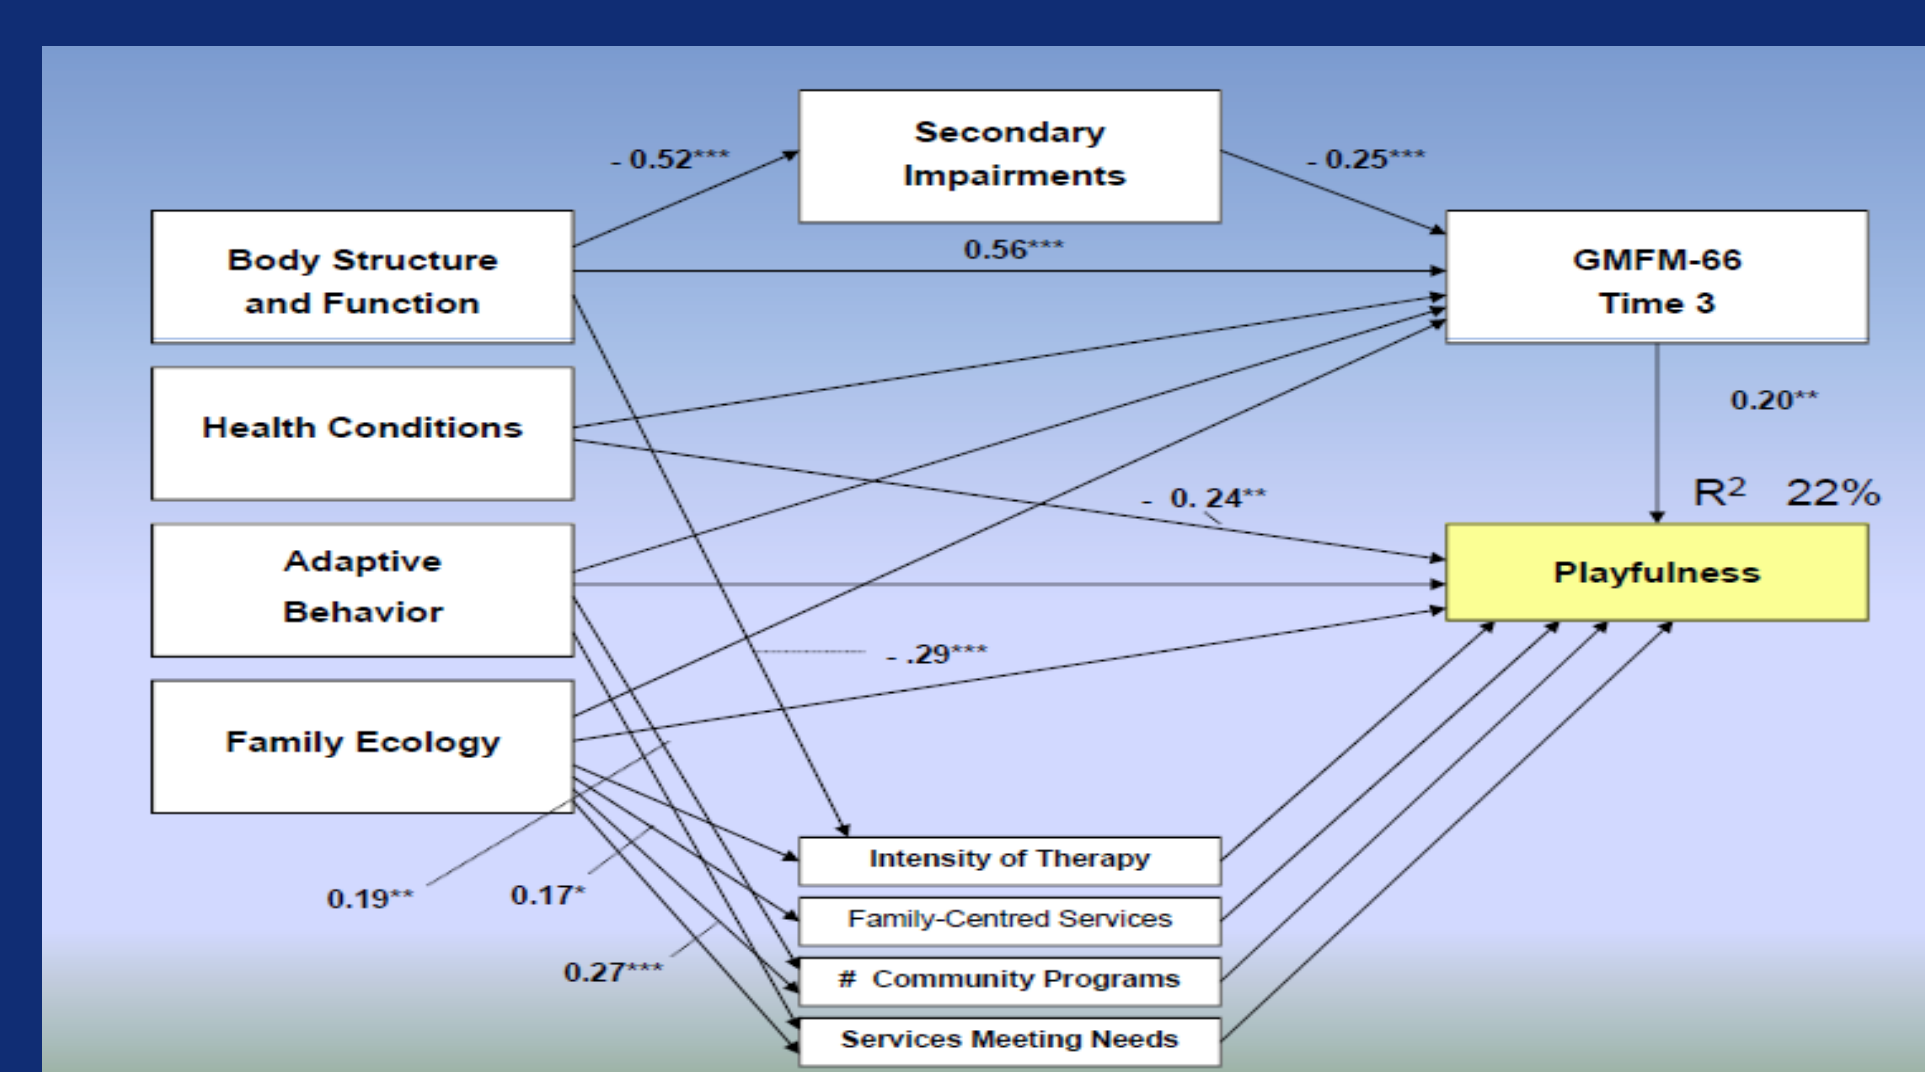 Secondary
Impairments
- 0.52***
- 0.25***
0.56***
Body Structure
and Function
GMFM-66
Time 3
Health Conditions
0.20**
- 0. 24**
R² 22%
Adaptive
Behavior
Playfulness
- .29***
Family Ecology
Intensity of Therapy
0.19**
0.17*
Family-Centred Services
0.27***
# Community Programs
Services Meeting Needs